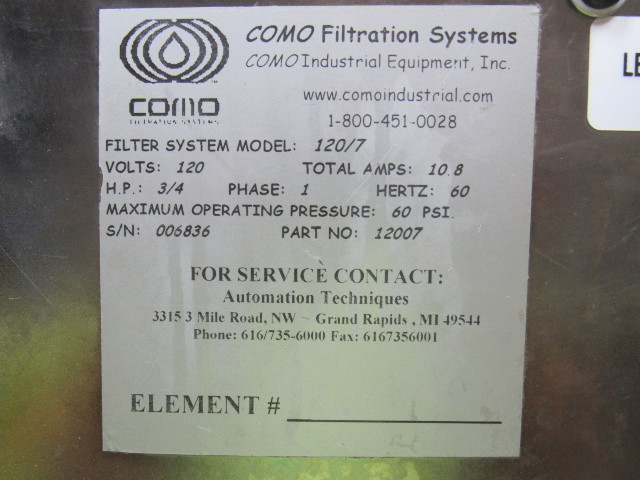 COMO Filtration Systems
COMO Industrial Equipment, Inc.
www.comoindustrial.com
1-800-451-0028
COMO
FILTRATION SYSTEMS
FILTER SYSTEM MODEL: 120/7
VOLTS: 120 TOTAL AMPS: 10.8
H.P.: 3/4 PHASE: 1 HERTZ: 60
MAXIMUM OPERATING PRESSURE: 60 PSI.
S/N: 006836 PART NO: 12007
FOR SERVICE CONTACT:
Automation Techniques
3315 3 Mile Road, NW ~ Grand Rapids , MI 49544
Phone: 616/735-6000 Fax: 6167356001
ELEMENT #
LE